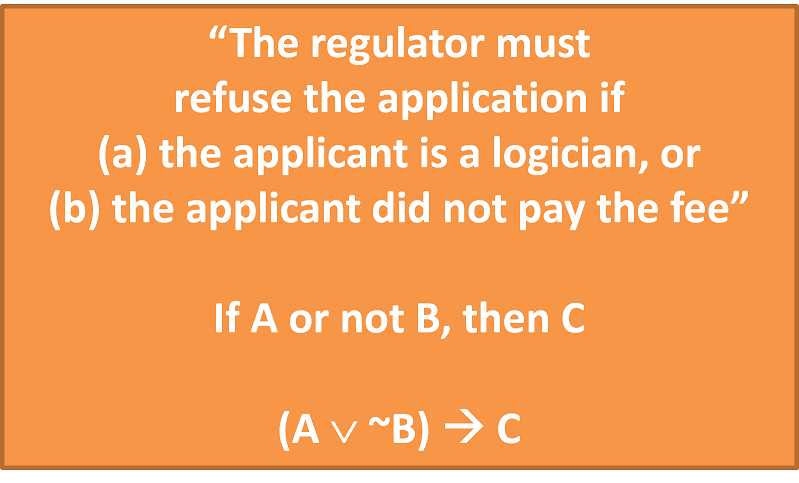 “The regulator must
refuse the application if
(a) the applicant is a logician, or
(b) the applicant did not pay the fee”
If A or not B, then C
(A ∨ ~B) → C